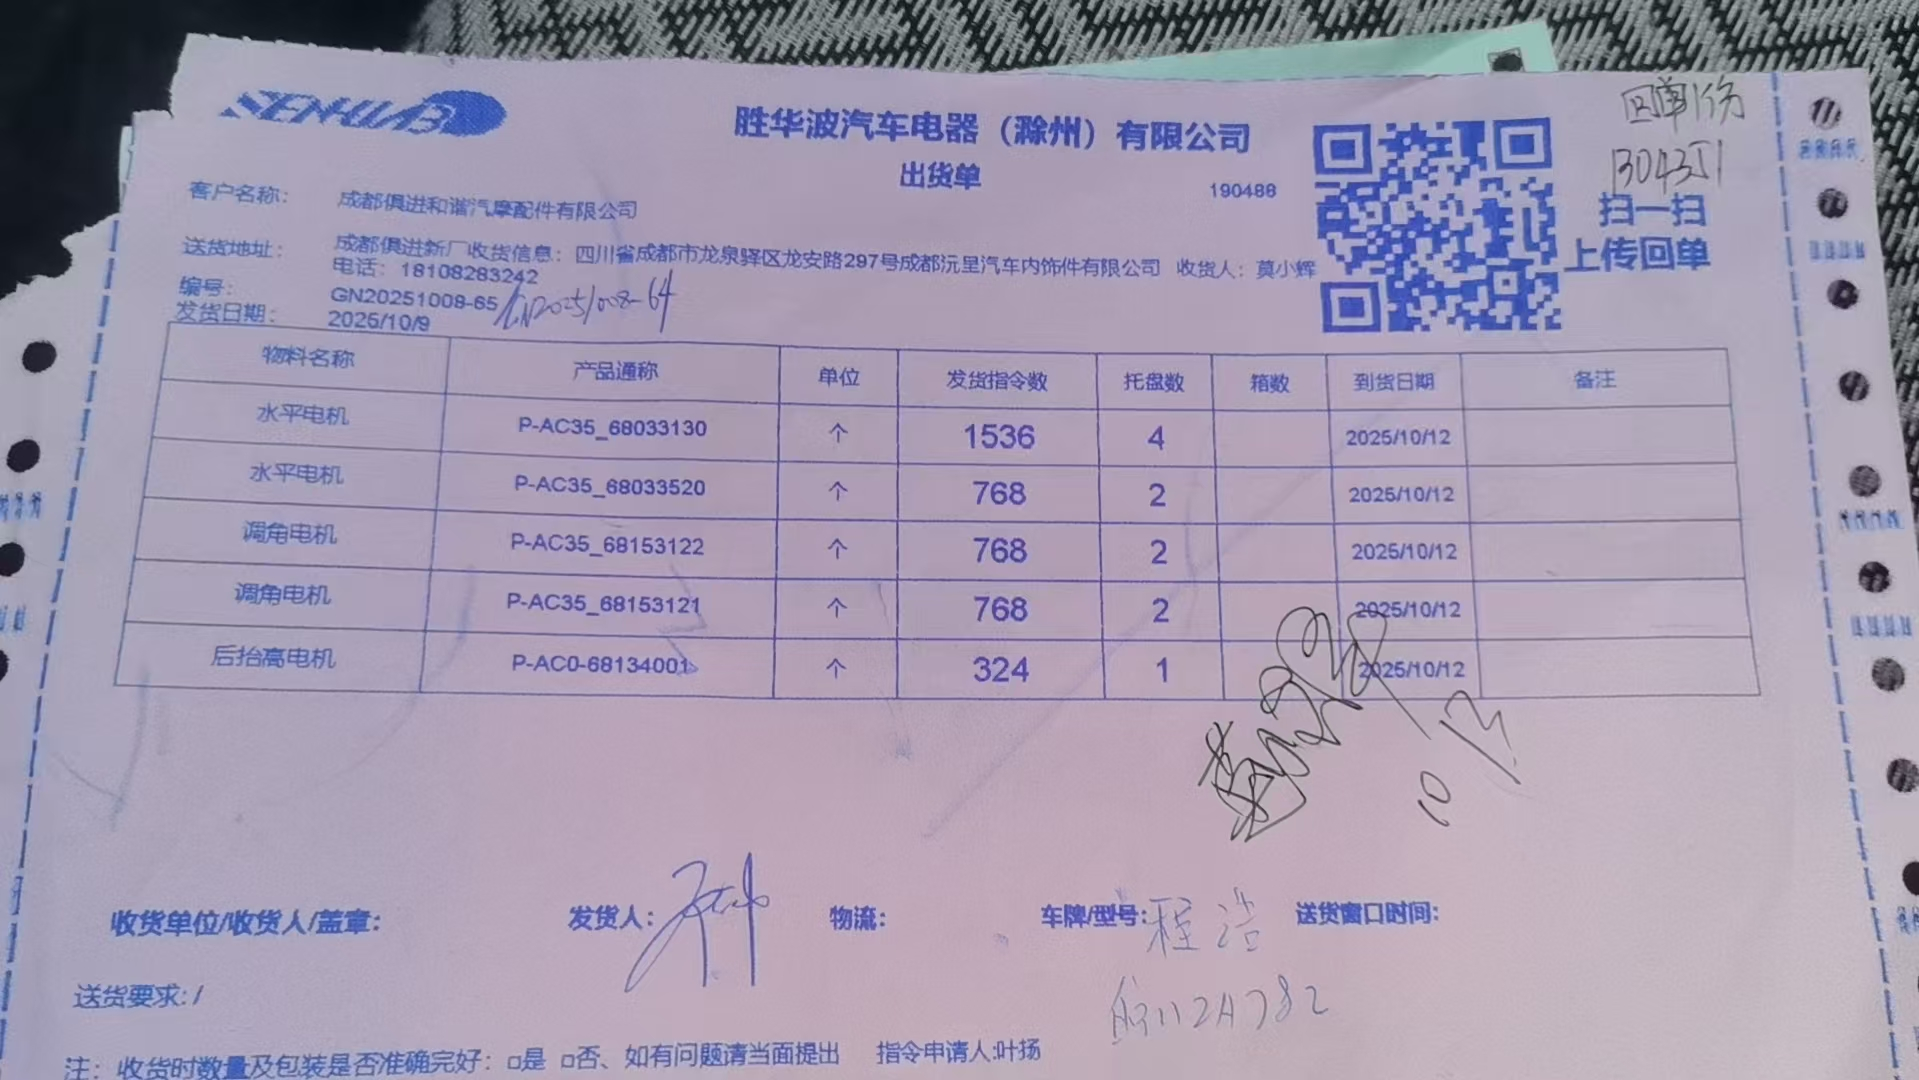 SENHUAB
胜华波汽车电器（滁州）有限公司
出货单
190488
回单1份
扫一扫
上传回单
客户名称： 成都俱进和谐汽摩配件有限公司
送货地址： 成都俱进新厂收货信息：四川省成都市龙泉驿区龙安路297号成都沅呈汽车内饰件有限公司 收货人：莫小辉
电话：18108283242
编号： GN20251008-65/GN20251008-64
发货日期： 2025/10/9
物料名称 产品通称 单位 发货指令数 托盘数 箱数 到货日期 备注
水平电机 P-AC35_68033130 个 1536 4 2025/10/12
水平电机 P-AC35_68033520 个 768 2 2025/10/12
调角电机 P-AC35_68153122 个 768 2 2025/10/12
调角电机 P-AC35_68153121 个 768 2 2025/10/12
后抬高电机 P-AC0-68134001 个 324 1 2025/10/12
收货单位/收货人/盖章： 发货人： 物流： 车牌/型号：程浩 送货窗口时间：
送货要求：/
注：收货时数量及包装是否准确完好：□是 □否、如有问题请当面提出 指令申请人:叶扬